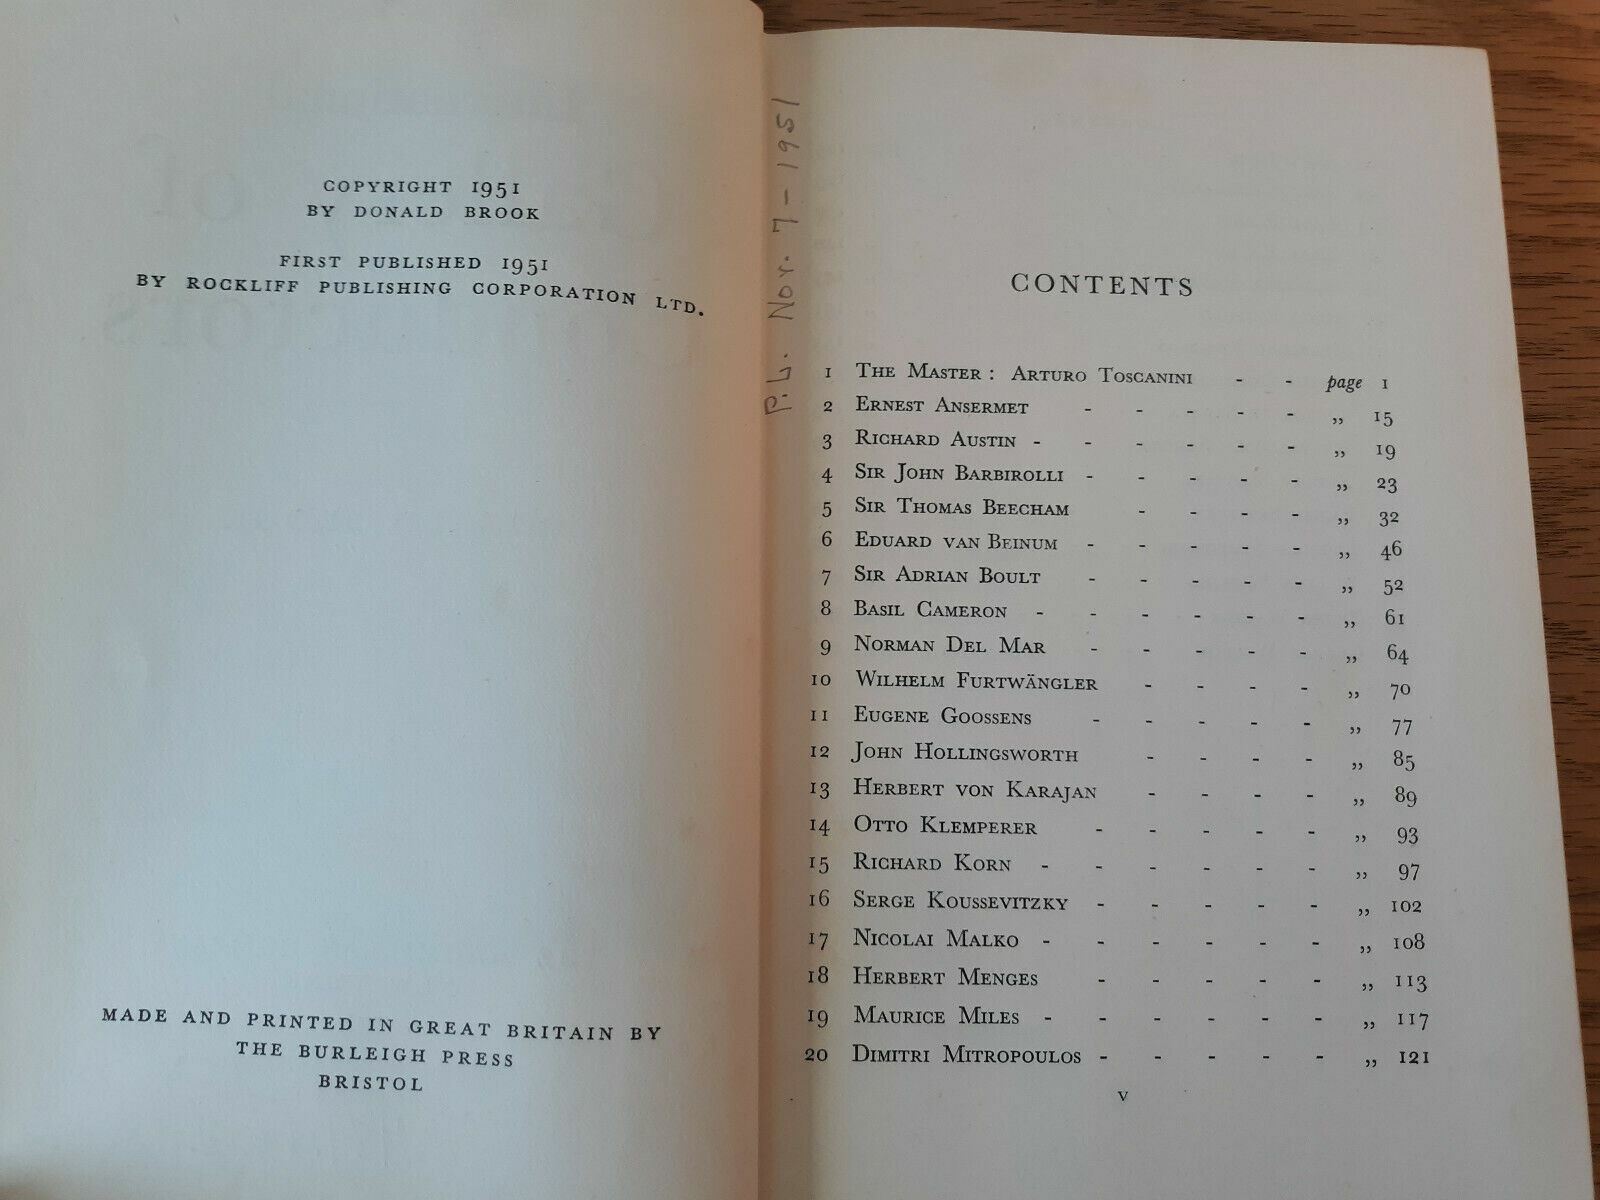 COPYRIGHT 1951
BY DONALD BROOK
FIRST PUBLISHED 1951
BY ROCKLIFF PUBLISHING CORPORATION LTD.
MADE AND PRINTED IN GREAT BRITAIN BY
THE BURLEIGH PRESS
BRISTOL
P.L. Nov. 7-1951
CONTENTS
1 THE MASTER: ARTURO TOSCANINI - - page 1
2 ERNEST ANSERMET - - - - - ,, 15
3 RICHARD AUSTIN - - - - - - ,, 19
4 SIR JOHN BARBIROLLI - - - - - ,, 23
5 SIR THOMAS BEECHAM - - - - ,, 32
6 EDUARD VAN BEINUM - - - - - ,, 46
7 SIR ADRIAN BOULT - - - - - ,, 52
8 BASIL CAMERON - - - - - - ,, 61
9 NORMAN DEL MAR - - - - - ,, 64
10 WILHELM FURTWÄNGLER - - - - ,, 70
11 EUGENE GOOSSENS - - - - - ,, 77
12 JOHN HOLLINGSWORTH - - - - ,, 85
13 HERBERT VON KARAJAN - - - - ,, 89
14 OTTO KLEMPERER - - - - - ,, 93
15 RICHARD KORN - - - - - - ,, 97
16 SERGE KOUSSEVITZKY - - - - - ,, 102
17 NICOLAI MALKO - - - - - - ,, 108
18 HERBERT MENGES - - - - - ,, 113
19 MAURICE MILES - - - - - - ,, 117
20 DIMITRI MITROPOULOS - - - - - ,, 121
v